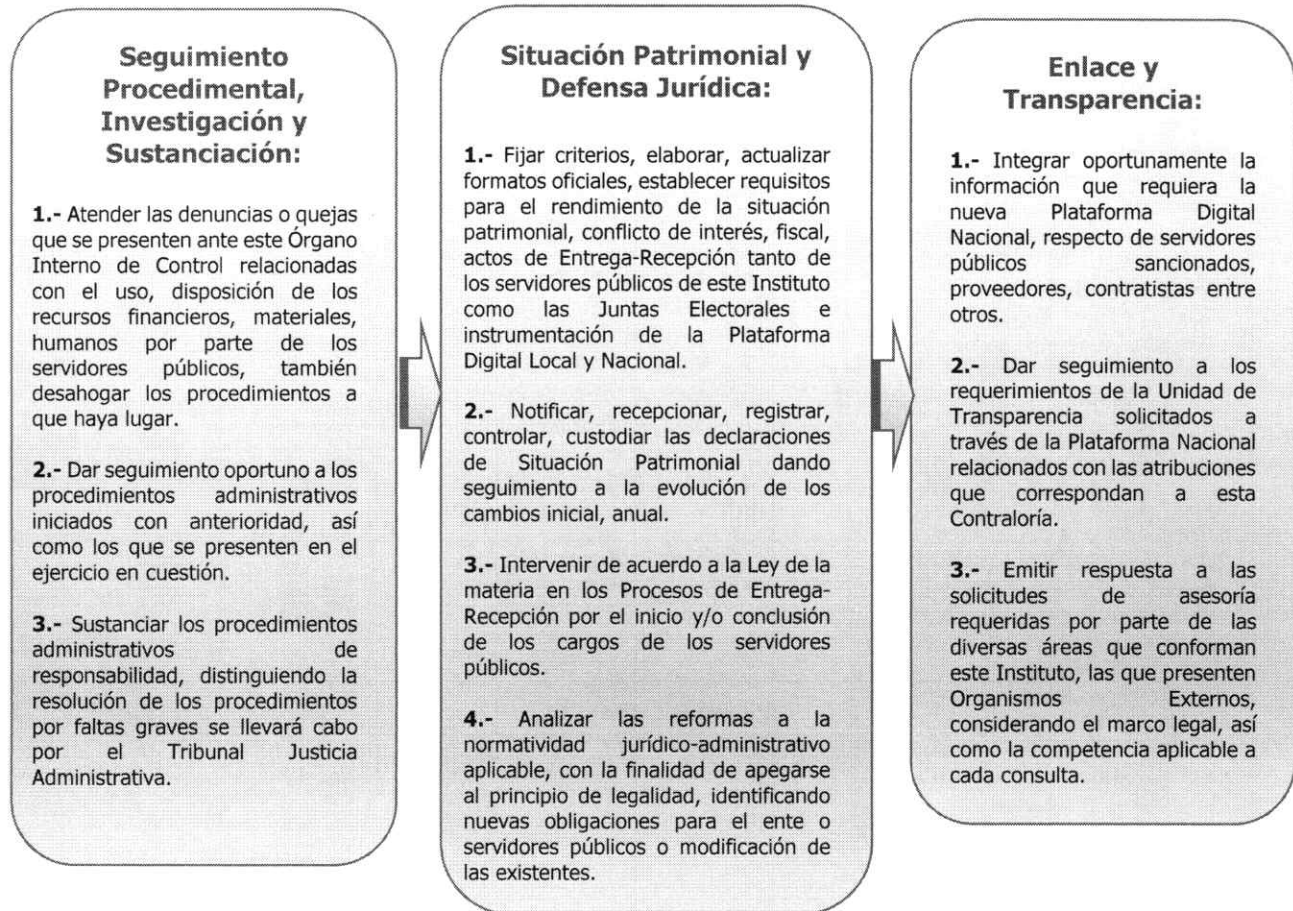 Seguimiento
Procedimental,
Investigación y
Sustanciación:
1.- Atender las denuncias o quejas
que se presenten ante este Órgano
Interno de Control relacionadas
con el uso, disposición de los
recursos financieros, materiales,
humanos por parte de los
servidores públicos, también
desahogar los procedimientos a
que haya lugar.
2.- Dar seguimiento oportuno a los
procedimientos administrativos
iniciados con anterioridad, así
como los que se presenten en el
ejercicio en cuestión.
3.- Sustanciar los procedimientos
administrativos de
responsabilidad, distinguiendo la
resolución de los procedimientos
por faltas graves se llevará cabo
por el Tribunal Justicia
Administrativa.
Situación Patrimonial y
Defensa Jurídica:
1.- Fijar criterios, elaborar, actualizar
formatos oficiales, establecer requisitos
para el rendimiento de la situación
patrimonial, conflicto de interés, fiscal,
actos de Entrega-Recepción tanto de
los servidores públicos de este Instituto
como las Juntas Electorales e
instrumentación de la Plataforma
Digital Local y Nacional.
2.- Notificar, recepcionar, registrar,
controlar, custodiar las declaraciones
de Situación Patrimonial dando
seguimiento a la evolución de los
cambios inicial, anual.
3.- Intervenir de acuerdo a la Ley de la
materia en los Procesos de Entrega-
Recepción por el inicio y/o conclusión
de los cargos de los servidores
públicos.
4.- Analizar las reformas a la
normatividad jurídico-administrativo
aplicable, con la finalidad de apegarse
al principio de legalidad, identificando
nuevas obligaciones para el ente o
servidores públicos o modificación de
las existentes.
Enlace y
Transparencia:
1.- Integrar oportunamente la
información que requiera la
nueva Plataforma Digital
Nacional, respecto de servidores
públicos sancionados,
proveedores, contratistas entre
otros.
2.- Dar seguimiento a los
requerimientos de la Unidad de
Transparencia solicitados a
través de la Plataforma Nacional
relacionados con las atribuciones
que correspondan a esta
Contraloría.
3.- Emitir respuesta a las
solicitudes de asesoría
requeridas por parte de las
diversas áreas que conforman
este Instituto, las que presenten
Organismos Externos,
considerando el marco legal, así
como la competencia aplicable a
cada consulta.